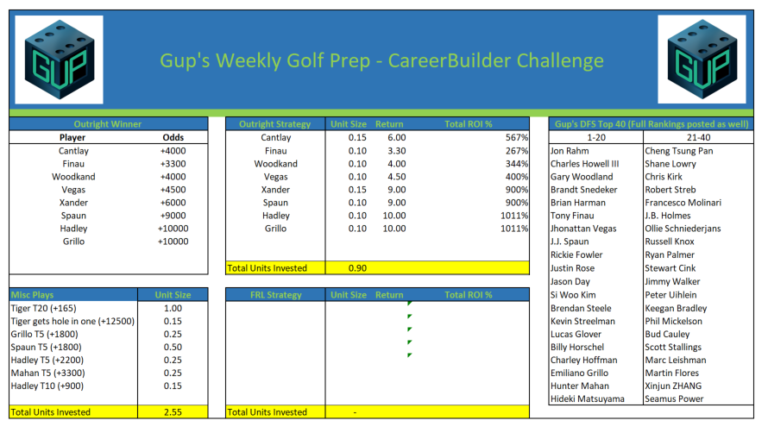 GUP
Gup's Weekly Golf Prep - CareerBuilder Challenge
GUP
Outright Winner
Player Odds
Cantlay +4000
Finau +3300
Woodkand +4000
Vegas +4500
Xander +6000
Spaun +9000
Hadley +10000
Grillo +10000
Outright Strategy Unit Size Return Total ROI %
Cantlay 0.15 6.00 567%
Finau 0.10 3.30 267%
Woodkand 0.10 4.00 344%
Vegas 0.10 4.50 400%
Xander 0.15 9.00 900%
Spaun 0.10 9.00 900%
Hadley 0.10 10.00 1011%
Grillo 0.10 10.00 1011%
Total Units Invested 0.90
Misc Plays Unit Size
Tiger T20 (+165) 1.00
Tiger gets hole in one (+12500) 0.15
Grillo T5 (+1800) 0.25
Spaun T5 (+1800) 0.50
Hadley T5 (+2200) 0.25
Mahan T5 (+3300) 0.25
Hadley T10 (+900) 0.15
Total Units Invested 2.55
FRL Strategy Unit Size Return Total ROI %
Total Units Invested -
Gup's DFS Top 40 (Full Rankings posted as well)
1-20 21-40
Jon Rahm Cheng Tsung Pan
Charles Howell III Shane Lowry
Gary Woodland Chris Kirk
Brandt Snedeker Robert Streb
Brian Harman Francesco Molinari
Tony Finau J.B. Holmes
Jhonattan Vegas Ollie Schniederjans
J.J. Spaun Russell Knox
Rickie Fowler Ryan Palmer
Justin Rose Stewart Cink
Jason Day Jimmy Walker
Si Woo Kim Peter Uihlein
Brendan Steele Keegan Bradley
Kevin Streelman Phil Mickelson
Lucas Glover Bud Cauley
Billy Horschel Scott Stallings
Charley Hoffman Marc Leishman
Emiliano Grillo Martin Flores
Hunter Mahan Xinjun ZHANG
Hideki Matsuyama Seamus Power